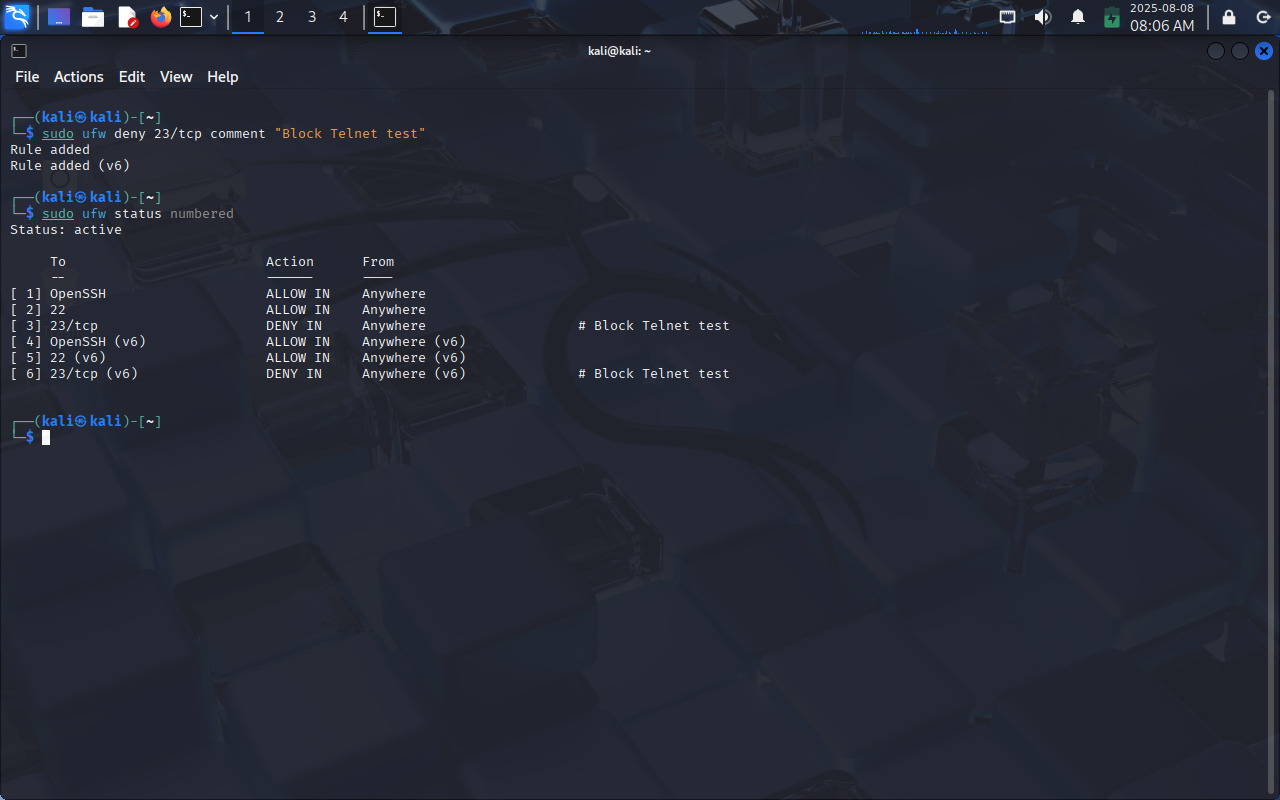 1 2 3 4
2025-08-08
08:06 AM
kali@kali: ~
File Actions Edit View Help
┌──(kali㉿kali)-[~]
└─$ sudo ufw deny 23/tcp comment "Block Telnet test"
Rule added
Rule added (v6)
┌──(kali㉿kali)-[~]
└─$ sudo ufw status numbered
Status: active
To Action From
-- ------ ----
[ 1] OpenSSH ALLOW IN Anywhere
[ 2] 22 ALLOW IN Anywhere
[ 3] 23/tcp DENY IN Anywhere # Block Telnet test
[ 4] OpenSSH (v6) ALLOW IN Anywhere (v6)
[ 5] 22 (v6) ALLOW IN Anywhere (v6)
[ 6] 23/tcp (v6) DENY IN Anywhere (v6) # Block Telnet test
┌──(kali㉿kali)-[~]
└─$